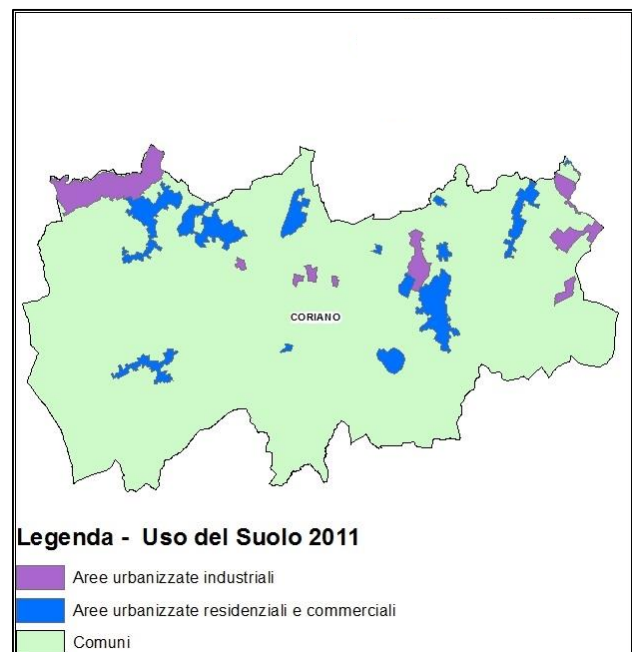 CORIANO
Legenda - Uso del Suolo 2011
Aree urbanizzate industriali
Aree urbanizzate residenziali e commerciali
Comuni